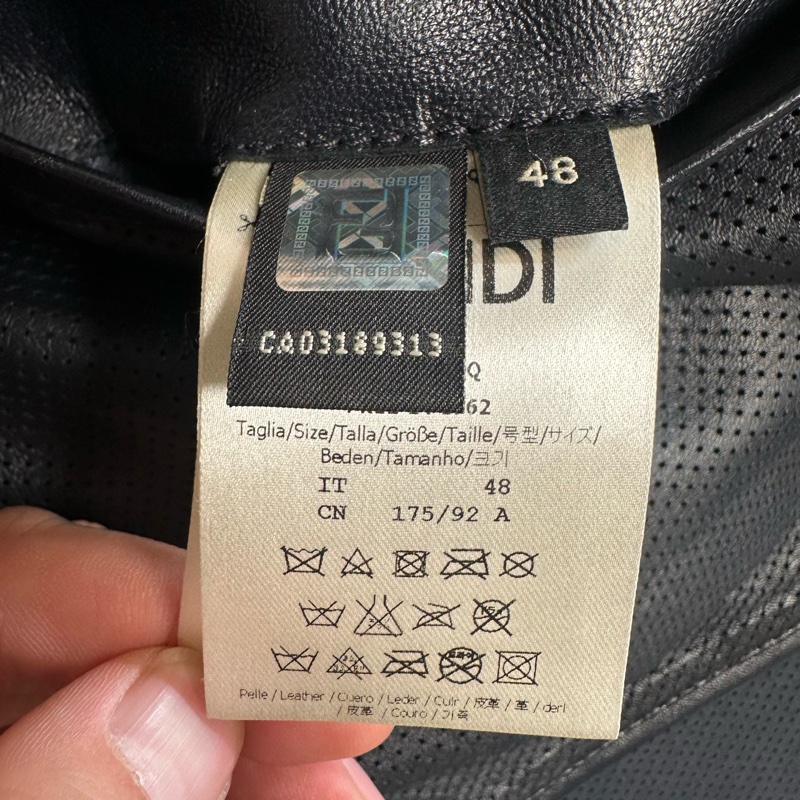 48
NDI
CA03189313
Q
62
Taglia/Size/Talla/Größe/Taille/号型/サイズ/
Beden/Tamanho/크기
IT 48
CN 175/92 A
Pelle / Leather / Cuero / Leder / Cuir / 皮革 / 革 / deri
/ 皮革 / Couro / 가죽